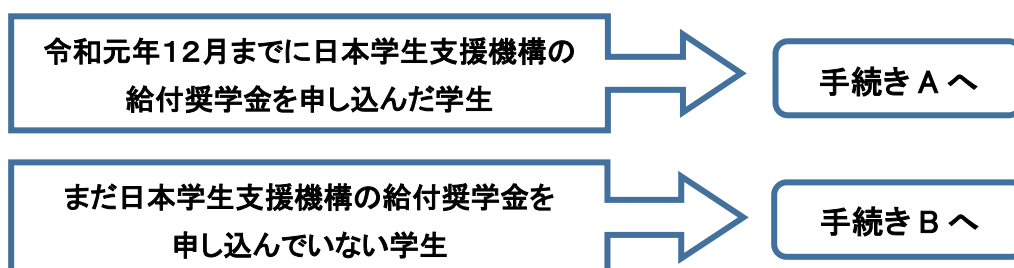 令和元年12月までに日本学生支援機構の
給付奨学金を申し込んだ学生
手続き A へ
まだ日本学生支援機構の給付奨学金を
申し込んでいない学生
手続き B へ